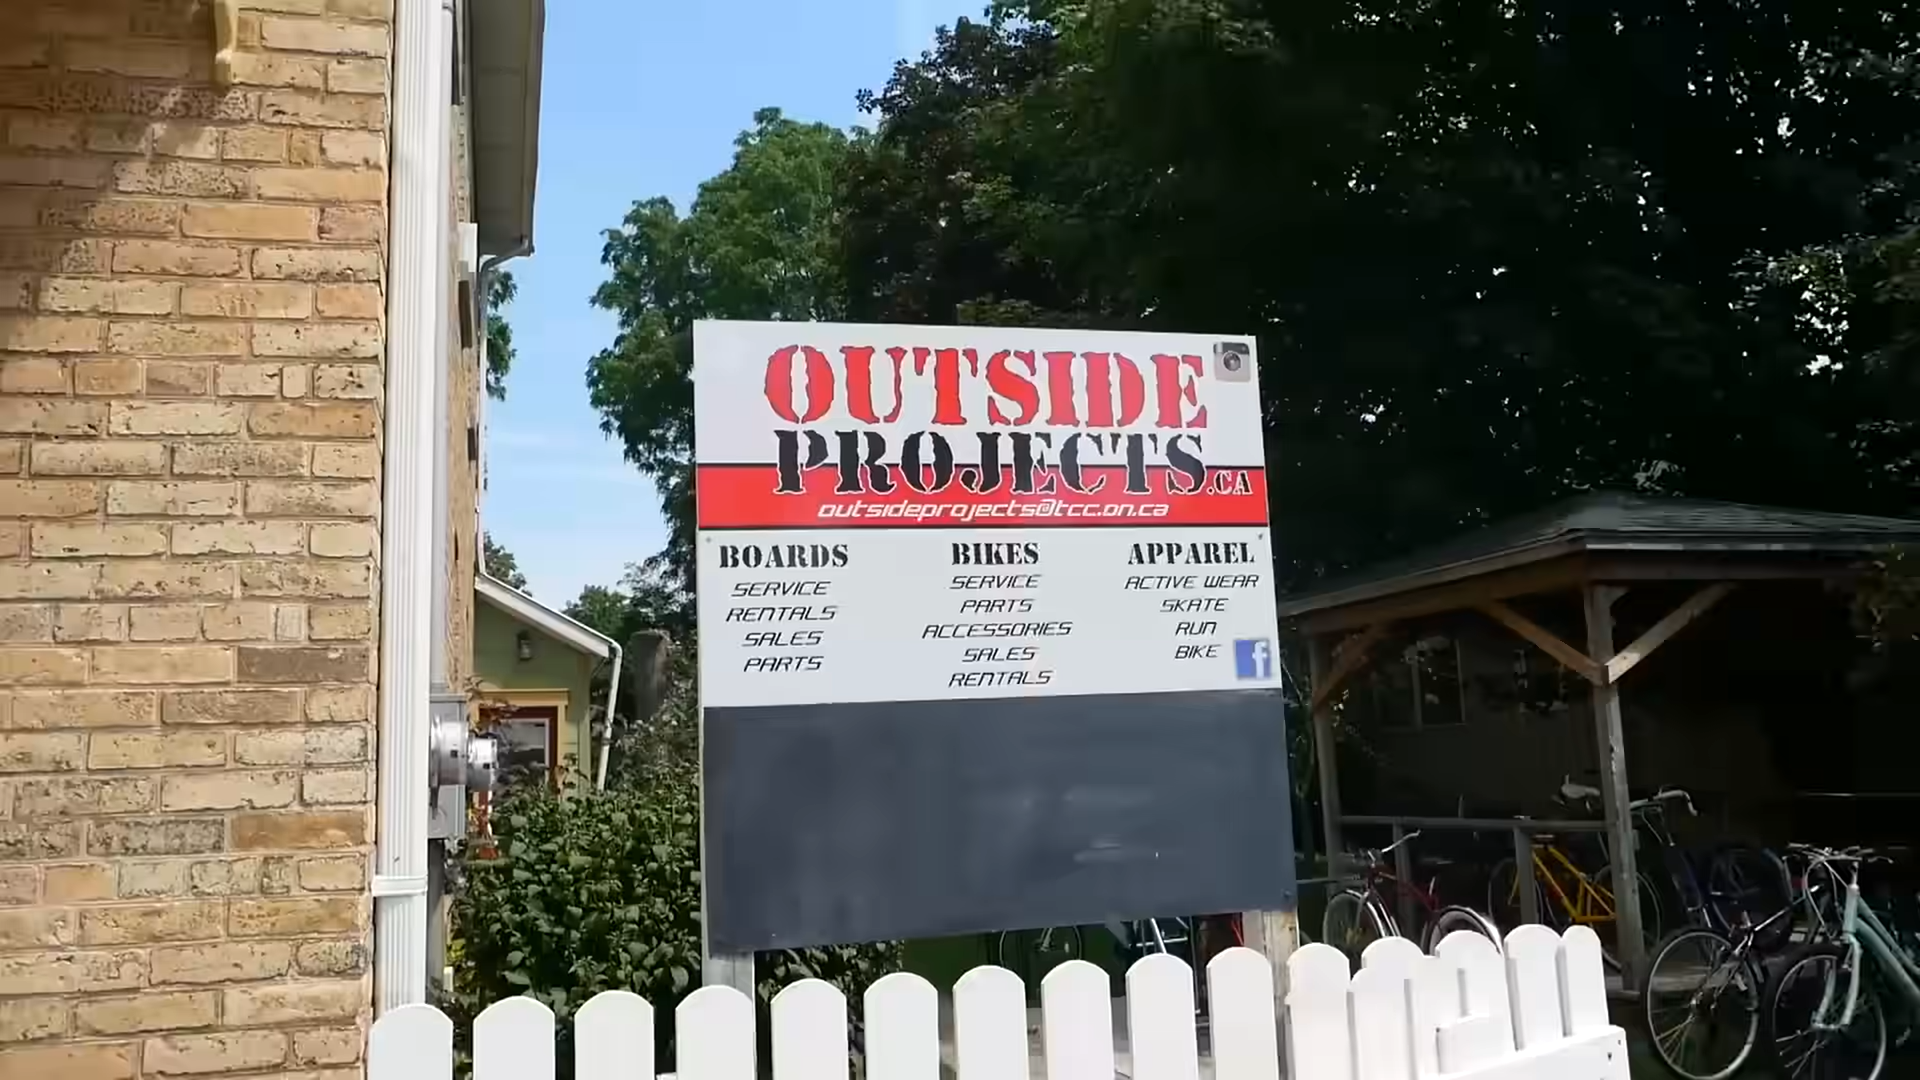 OUTSIDE
PROJECTS.CA
outsideprojects@tcc.on.ca
BOARDS
SERVICE
RENTALS
SALES
PARTS
BIKES
SERVICE
PARTS
ACCESSORIES
SALES
RENTALS
APPAREL
ACTIVE WEAR
SKATE
RUN
BIKE
f